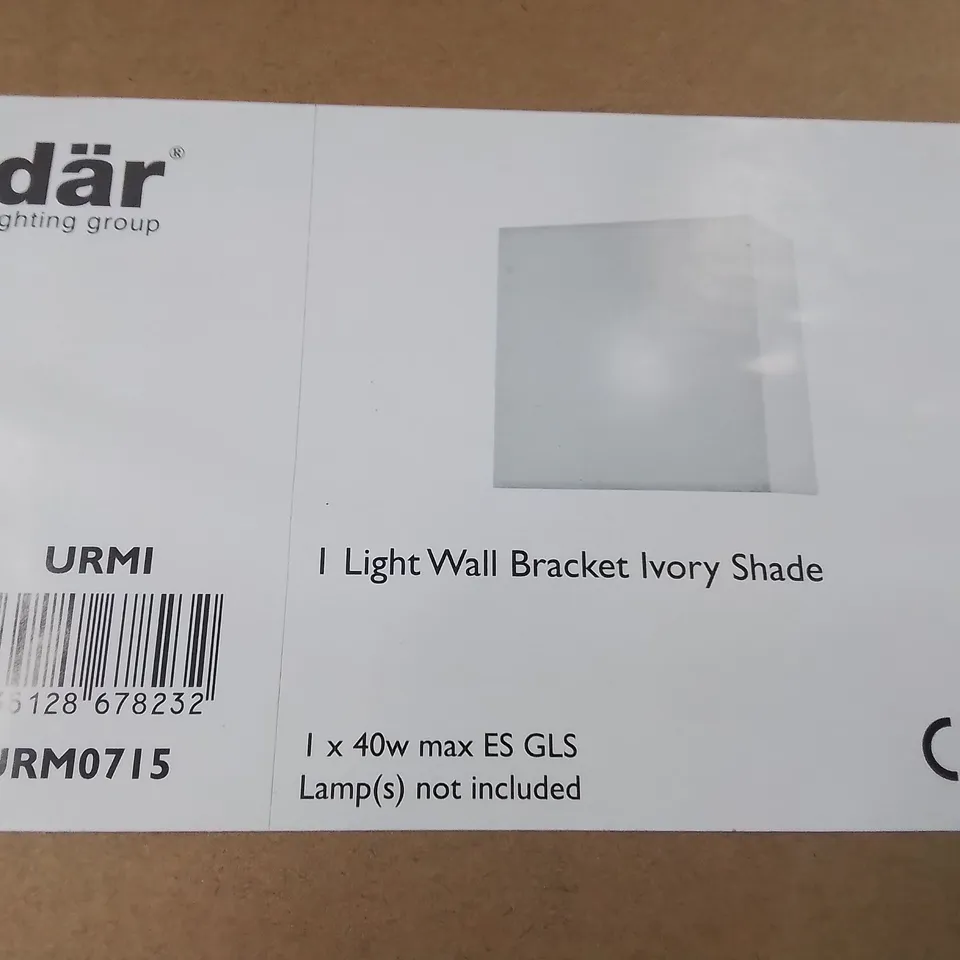 där®
ghting group
URMI
1 Light Wall Bracket Ivory Shade
5128 678232
URM0715
1 x 40w max ES GLS
Lamp(s) not included